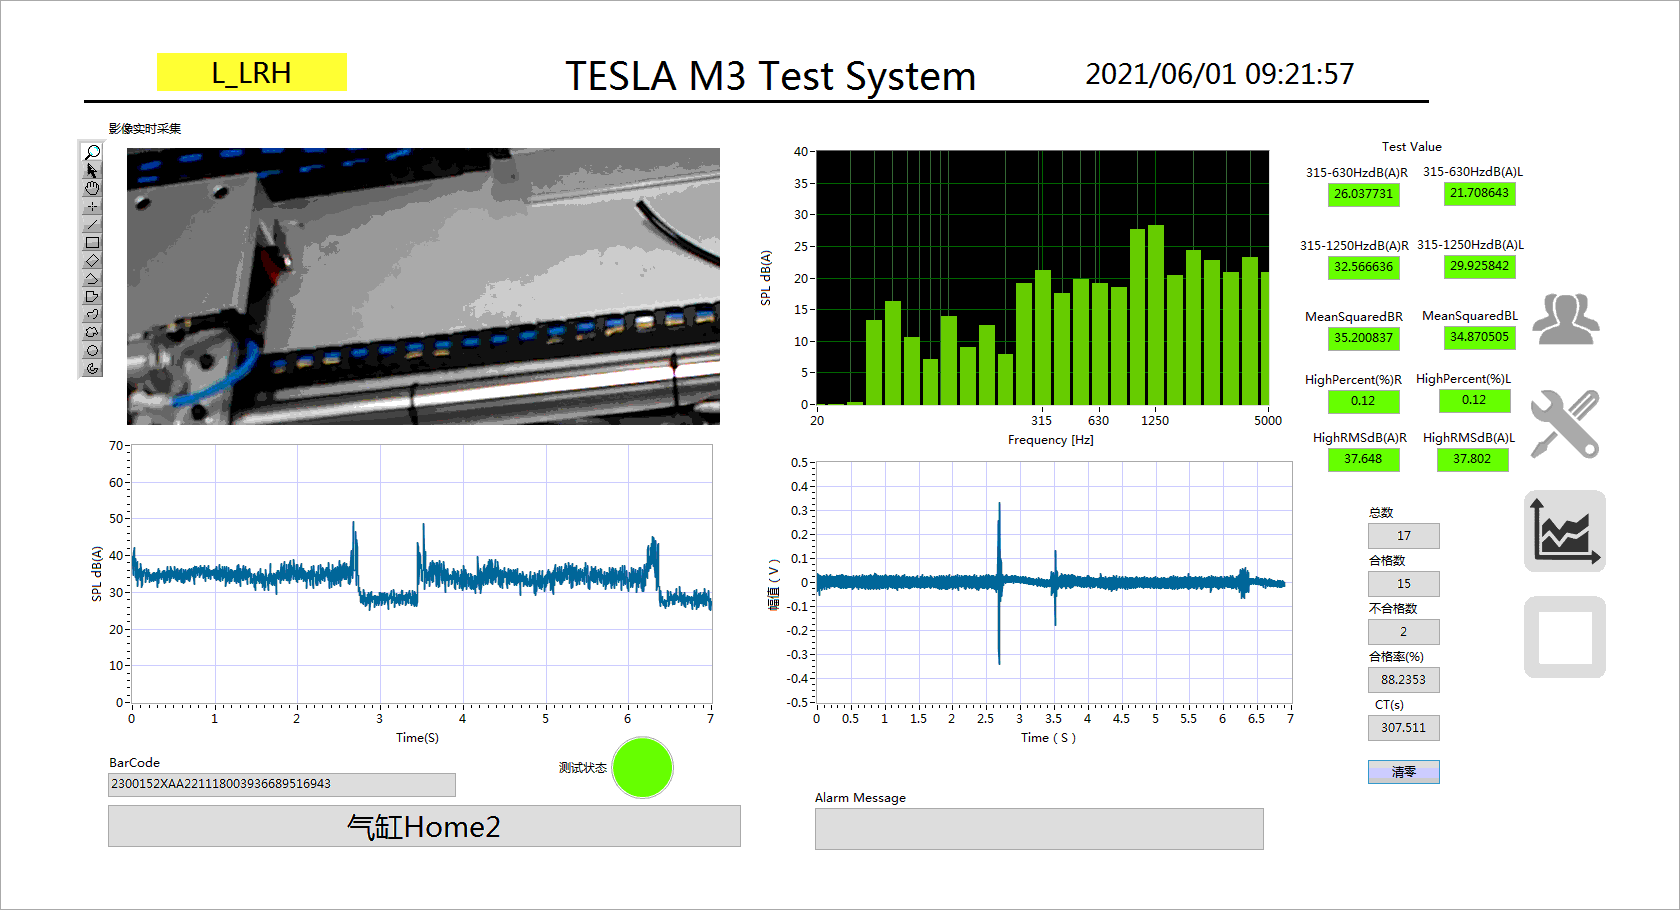 L_LRH
TESLA M3 Test System
2021/06/01 09:21:57
影像实时采集
40
35
30
25
20
15
10
5
0
SPL dB(A)
20 315 630 1250 5000
Frequency [Hz]
Test Value
315-630HzdB(A)R 315-630HzdB(A)L
26.037731 21.708643
315-1250HzdB(A)R 315-1250HzdB(A)L
32.566636 29.925842
MeanSquaredBR MeanSquaredBL
35.200837 34.870505
HighPercent(%)R HighPercent(%)L
0.12 0.12
HighRMSdB(A)R HighRMSdB(A)L
37.648 37.802
70
60
50
40
30
20
10
0
SPL dB(A)
0 1 2 3 4 5 6 7
Time(S)
0.5
0.4
0.3
0.2
0.1
0
-0.1
-0.2
-0.3
-0.4
-0.5
幅值（V）
0 0.5 1 1.5 2 2.5 3 3.5 4 4.5 5 5.5 6 6.5 7
Time（S）
总数
17
合格数
15
不合格数
2
合格率(%)
88.2353
CT(s)
307.511
清零
BarCode
2300152XAA221118003936689516943
测试状态
气缸Home2
Alarm Message